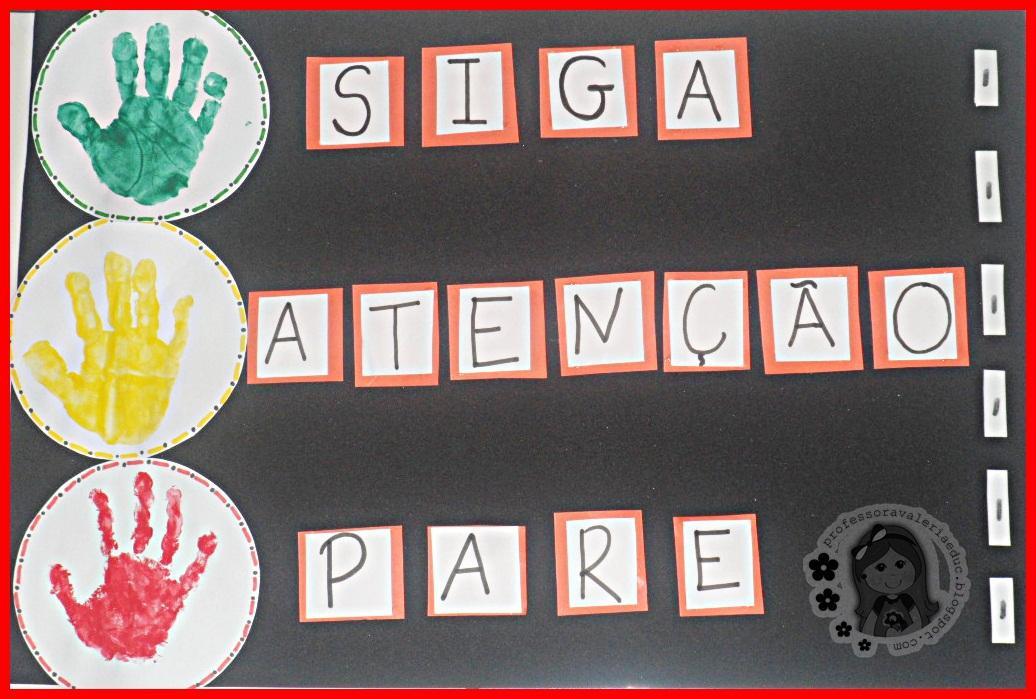 SIGA
ATENÇÃO
PARE
professoravaleriaeduc.blogspot.com